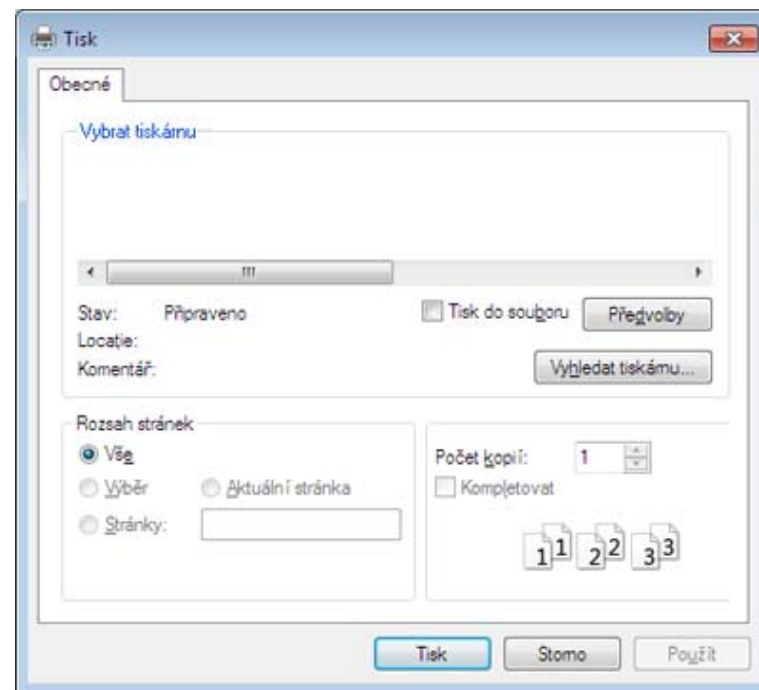 Tisk
Obecné
Vybrat tiskárnu
Stav: Připraveno
Tisk do souboru
Předvolby
Locație:
Komentář:
Vyhledat tiskárnu...
Rozsah stránek
Vše
Výběr
Aktuální stránka
Stránky:
Počet kopií: 1
Kompletovat
1 1 2 2 3 3
Tisk
Storno
Použít